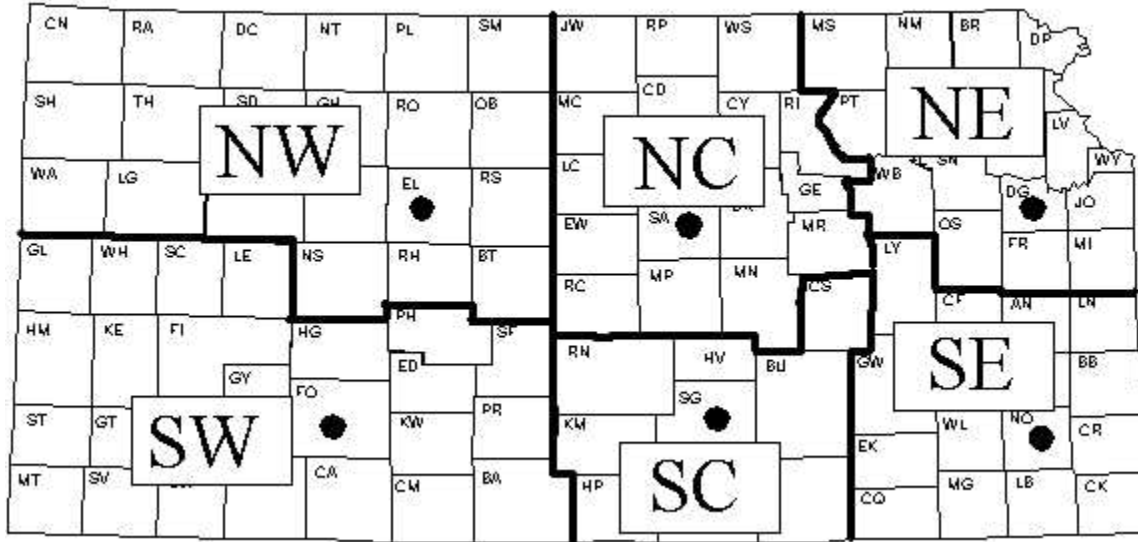 CN RA DC NT PL SM JW RP WS MS NM BR DP
SH TH SD GH RO OB MC CD CY RI PT
NW NC NE
LV
WY
WA LG EL RS LC GE WB SN
SA DG JO
EW MR OS
GL WH SC LE NS RH BT LY FR MI
RC MP MN CS
HM KE FI HG PH SF CF AN LN
RN HV BU GW BB
GY ED
SE
FO SG
ST GT KW PR KM WL NO CR
SW SC
EK
MT SV CA CM BA HP MG LB CK
CQ